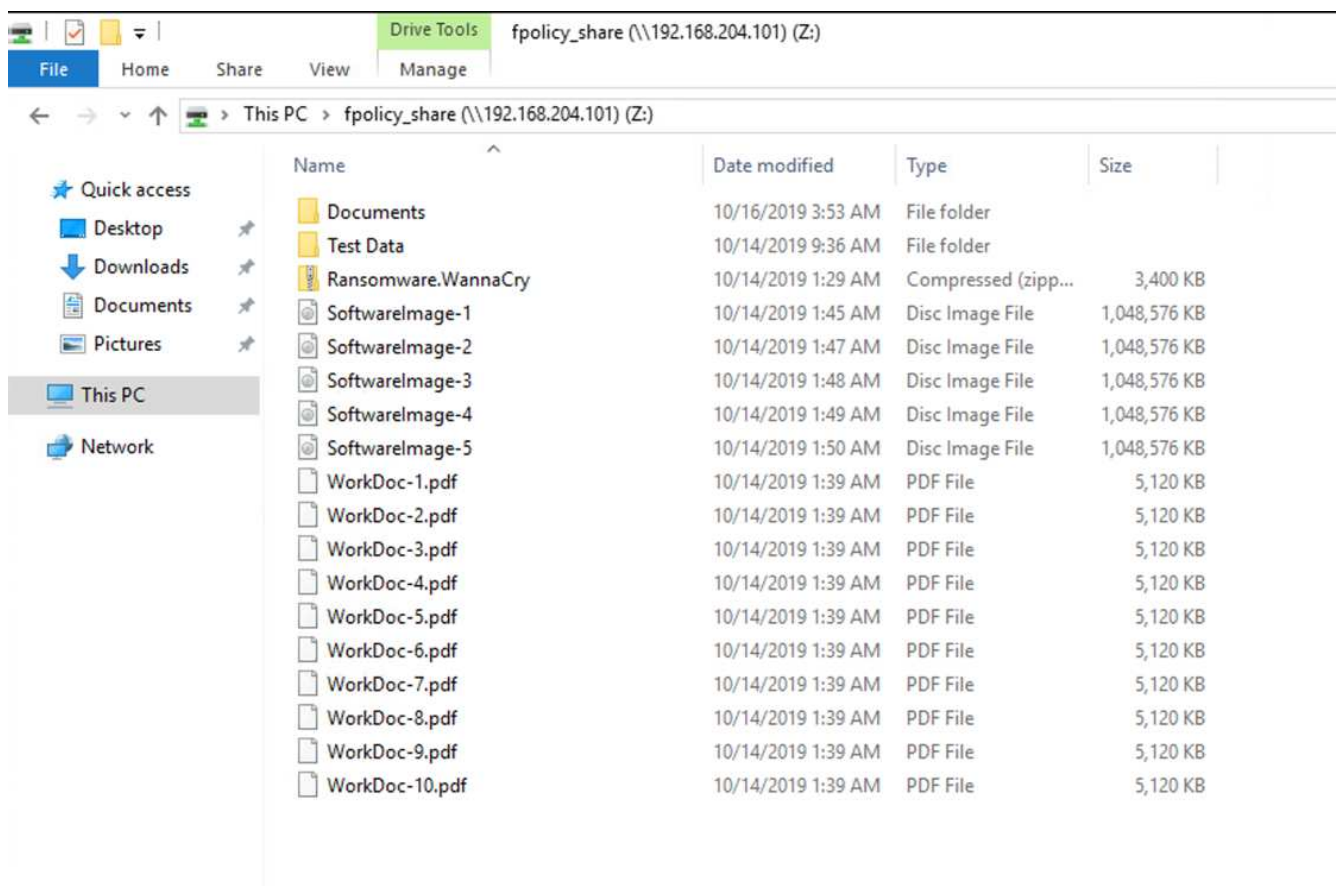 Drive Tools fpolicy_share (\\192.168.204.101) (Z:)
File Home Share View Manage
This PC > fpolicy_share (\\192.168.204.101) (Z:)
Name Date modified Type Size
Quick access
Desktop
Downloads
Documents
Pictures
This PC
Network
Documents 10/16/2019 3:53 AM File folder
Test Data 10/14/2019 9:36 AM File folder
Ransomware.WannaCry 10/14/2019 1:29 AM Compressed (zipp... 3,400 KB
SoftwareImage-1 10/14/2019 1:45 AM Disc Image File 1,048,576 KB
SoftwareImage-2 10/14/2019 1:47 AM Disc Image File 1,048,576 KB
SoftwareImage-3 10/14/2019 1:48 AM Disc Image File 1,048,576 KB
SoftwareImage-4 10/14/2019 1:49 AM Disc Image File 1,048,576 KB
SoftwareImage-5 10/14/2019 1:50 AM Disc Image File 1,048,576 KB
WorkDoc-1.pdf 10/14/2019 1:39 AM PDF File 5,120 KB
WorkDoc-2.pdf 10/14/2019 1:39 AM PDF File 5,120 KB
WorkDoc-3.pdf 10/14/2019 1:39 AM PDF File 5,120 KB
WorkDoc-4.pdf 10/14/2019 1:39 AM PDF File 5,120 KB
WorkDoc-5.pdf 10/14/2019 1:39 AM PDF File 5,120 KB
WorkDoc-6.pdf 10/14/2019 1:39 AM PDF File 5,120 KB
WorkDoc-7.pdf 10/14/2019 1:39 AM PDF File 5,120 KB
WorkDoc-8.pdf 10/14/2019 1:39 AM PDF File 5,120 KB
WorkDoc-9.pdf 10/14/2019 1:39 AM PDF File 5,120 KB
WorkDoc-10.pdf 10/14/2019 1:39 AM PDF File 5,120 KB